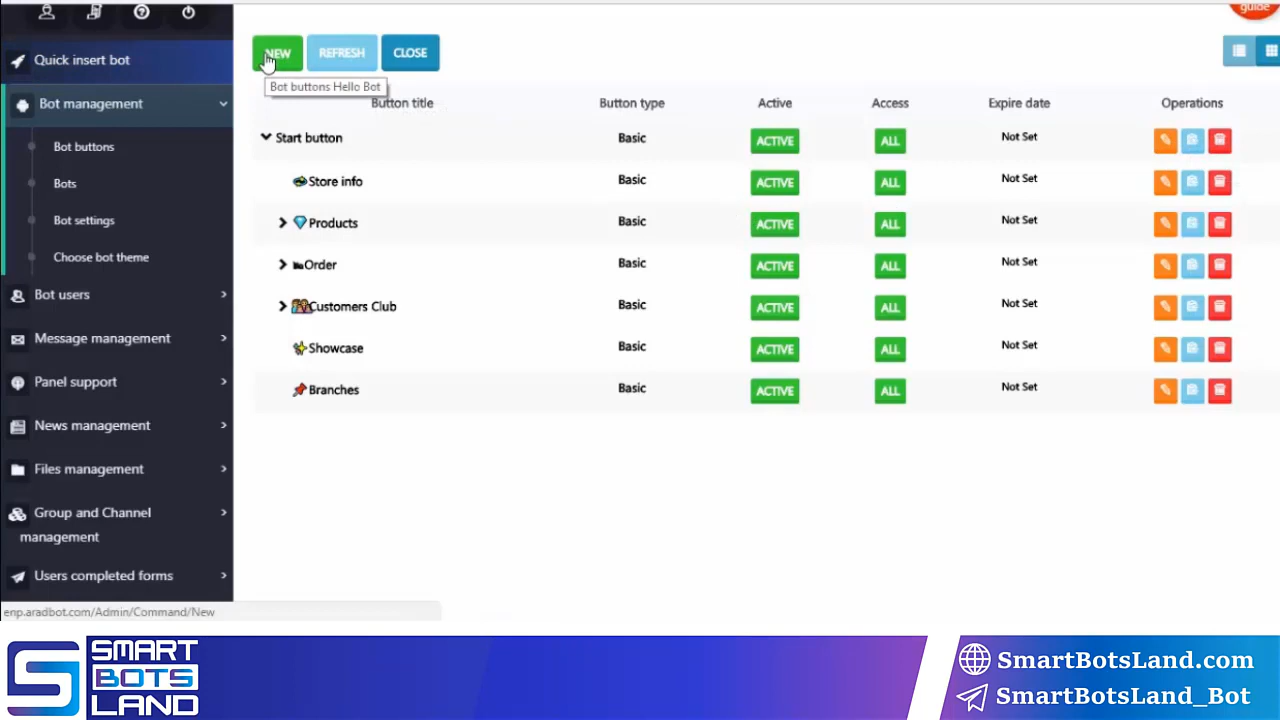 guide
Quick insert bot
Bot management
Bot buttons
Bots
Bot settings
Choose bot theme
Bot users
Message management
Panel support
News management
Files management
Group and Channel
management
Users completed forms
NEW REFRESH CLOSE
Bot buttons Hello Bot
Button title Button type Active Access Expire date Operations
Start button Basic ACTIVE ALL Not Set
Store info Basic ACTIVE ALL Not Set
Products Basic ACTIVE ALL Not Set
Order Basic ACTIVE ALL Not Set
Customers Club Basic ACTIVE ALL Not Set
Showcase Basic ACTIVE ALL Not Set
Branches Basic ACTIVE ALL Not Set
enp.aradbot.com/Admin/Command/New
SMART
BOTS
LAND
SmartBotsLand.com
SmartBotsLand_Bot